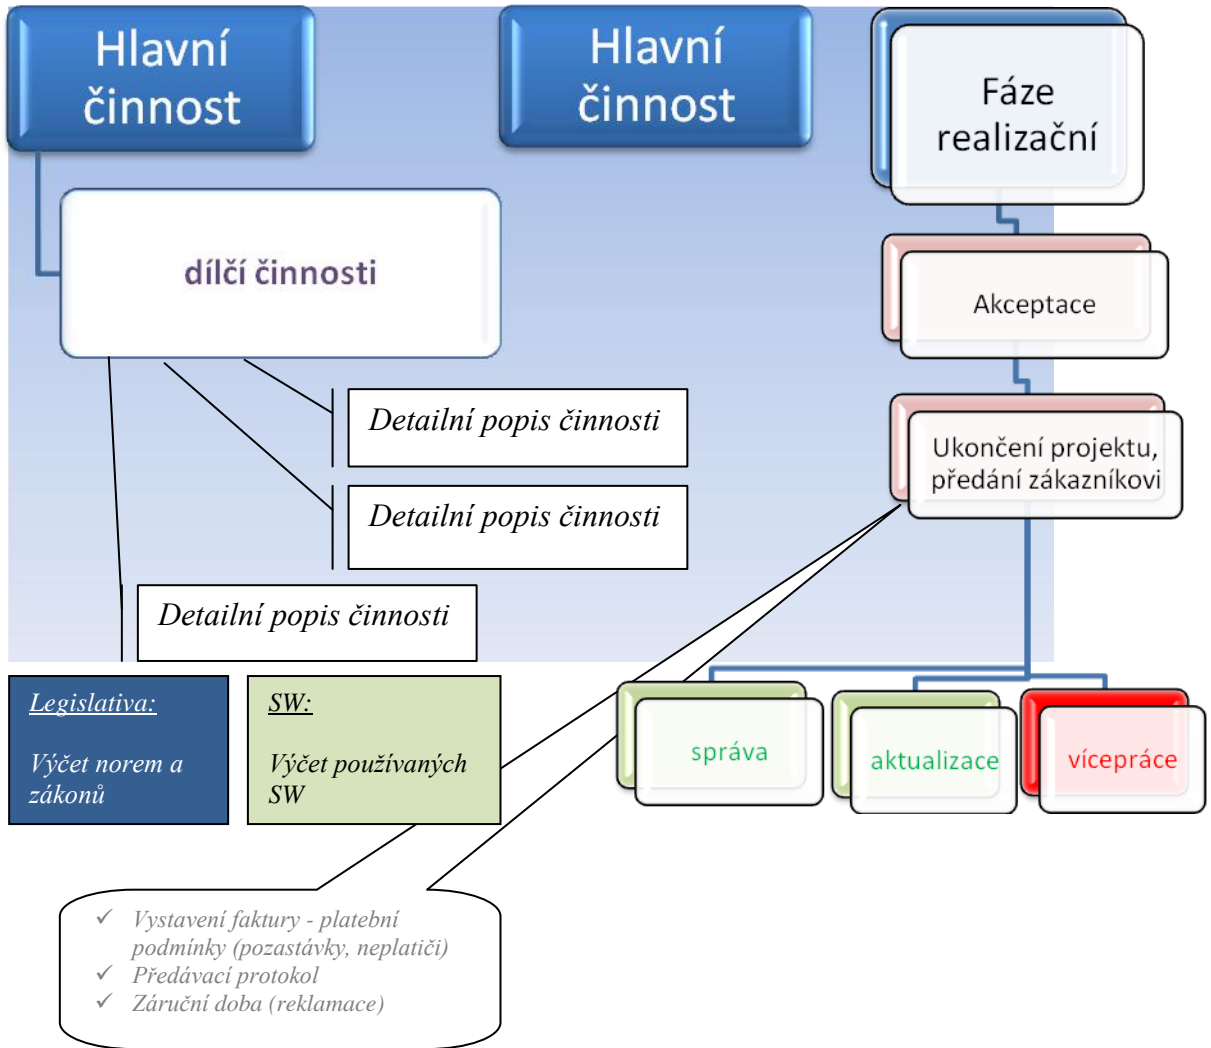 Hlavní
činnost
Hlavní
činnost
Fáze
realizační
dílčí činnosti
Akceptace
Detailní popis činnosti
Ukončení projektu,
předání zákazníkovi
Detailní popis činnosti
Detailní popis činnosti
Legislativa:
Výčet norem a
zákonů
SW:
Výčet používaných
SW
správa
aktualizace
vícepráce
✓ Vystavení faktury - platební
podmínky (pozastávky, neplatiči)
✓ Předávací protokol
✓ Záruční doba (reklamace)